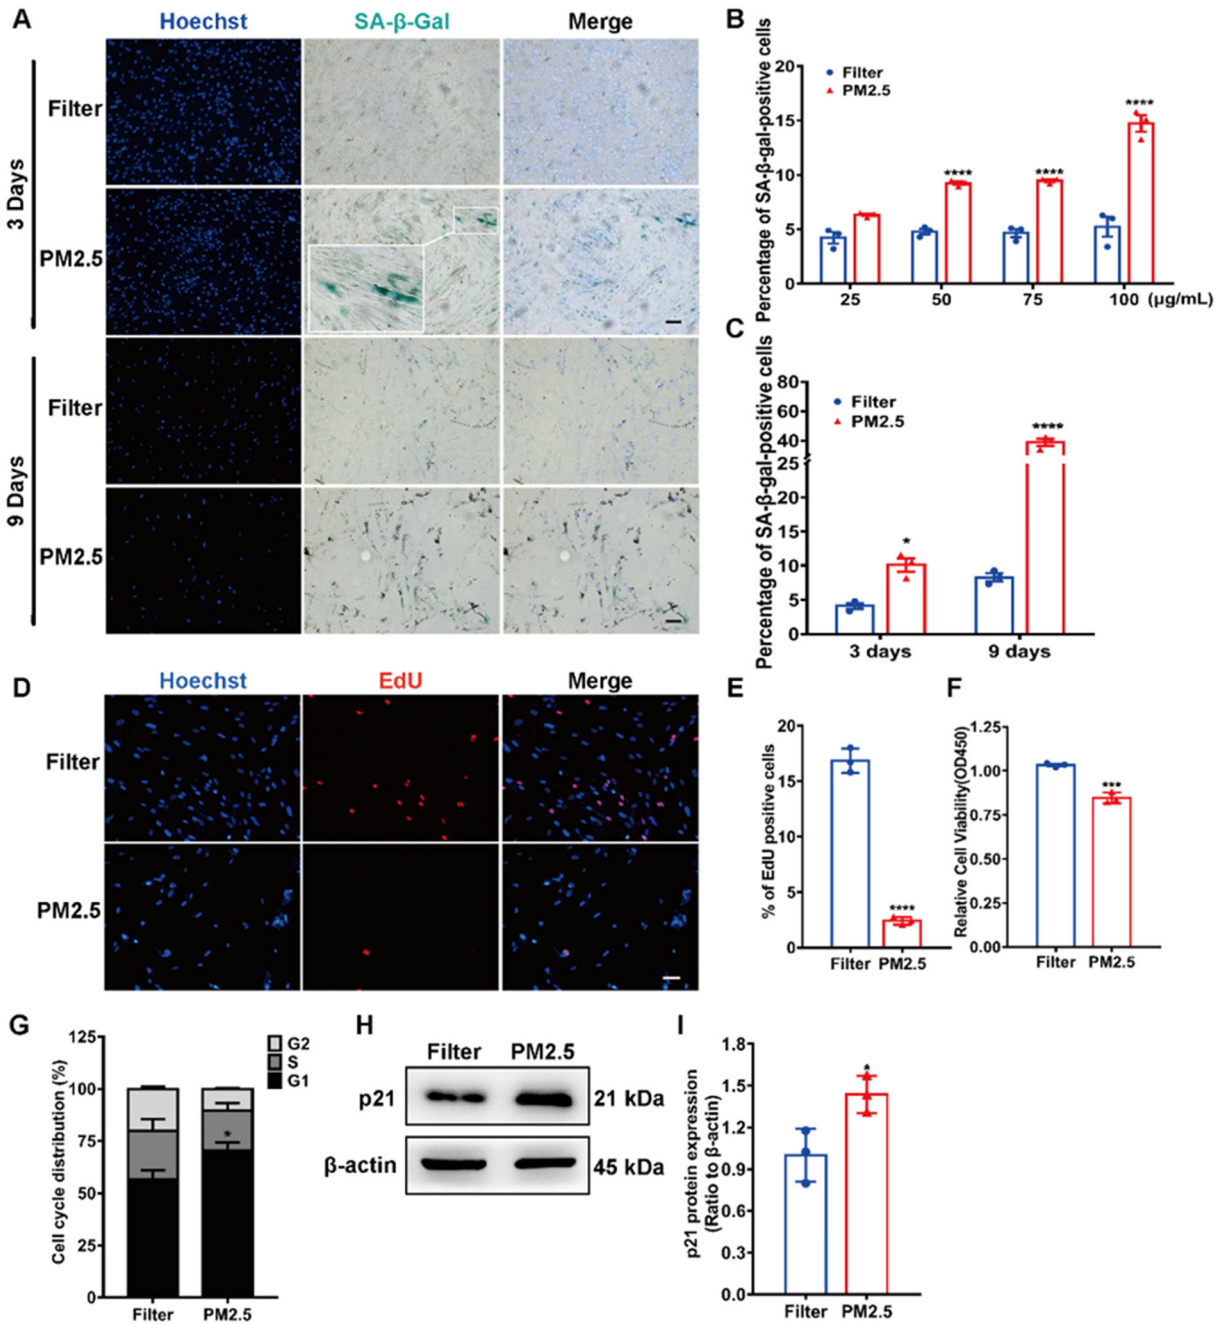 A
Hoechst SA-β-Gal Merge
3 Days
Filter
PM2.5
9 Days
Filter
PM2.5
B
Percentage of SA-β-gal-positive cells
20
15
10
5
0
Filter
PM2.5
****
****
****
25 50 75 100 (μg/mL)
C
Percentage of SA-β-gal-positive cells
80
60
40
25
20
15
10
5
0
Filter
PM2.5
*
****
3 days 9 days
D
Hoechst EdU Merge
Filter
PM2.5
E
% of EdU positive cells
20
15
10
5
0
****
Filter PM2.5
F
Relative Cell Viability(OD450)
1.25
1.00
0.75
0.50
0.25
0.00
***
Filter PM2.5
G
Cell cycle distribution (%)
125
100
75
50
25
0
G2
S
G1
*
Filter PM2.5
H
Filter PM2.5
p21 21 kDa
β-actin 45 kDa
I
p21 protein expression
(Ratio to β-actin)
1.8
1.5
1.2
0.9
0.6
0.3
0.0
*
Filter PM2.5